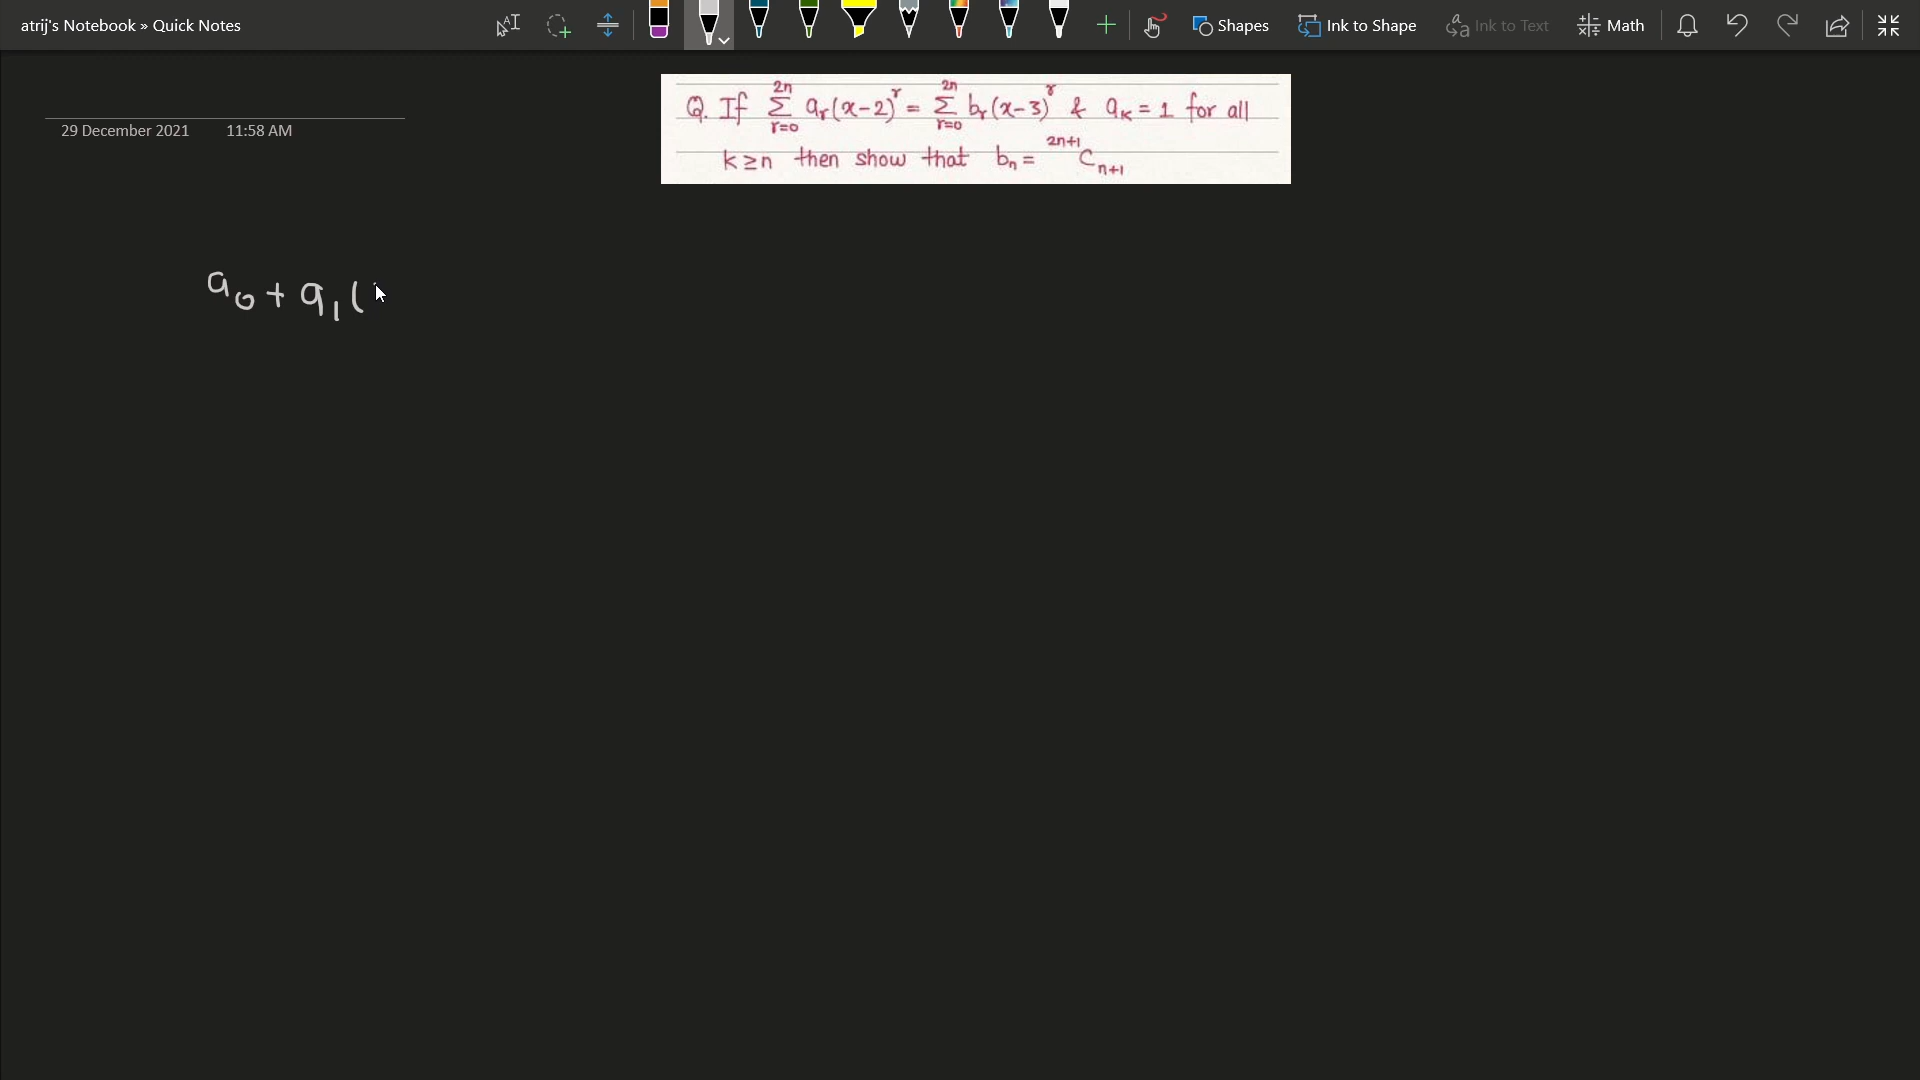 atrij's Notebook » Quick Notes
Shapes
Ink to Shape
Ink to Text
Math
29 December 2021 11:58 AM
Q. If \sum_{r=0}^{2n} a_r (x-2)^r = \sum_{r=0}^{2n} b_r (x-3)^r & a_k = 1 for all
k ≥ n then show that b_n = ^{2n+1}C_{n+1}
a_0 + a_1 (